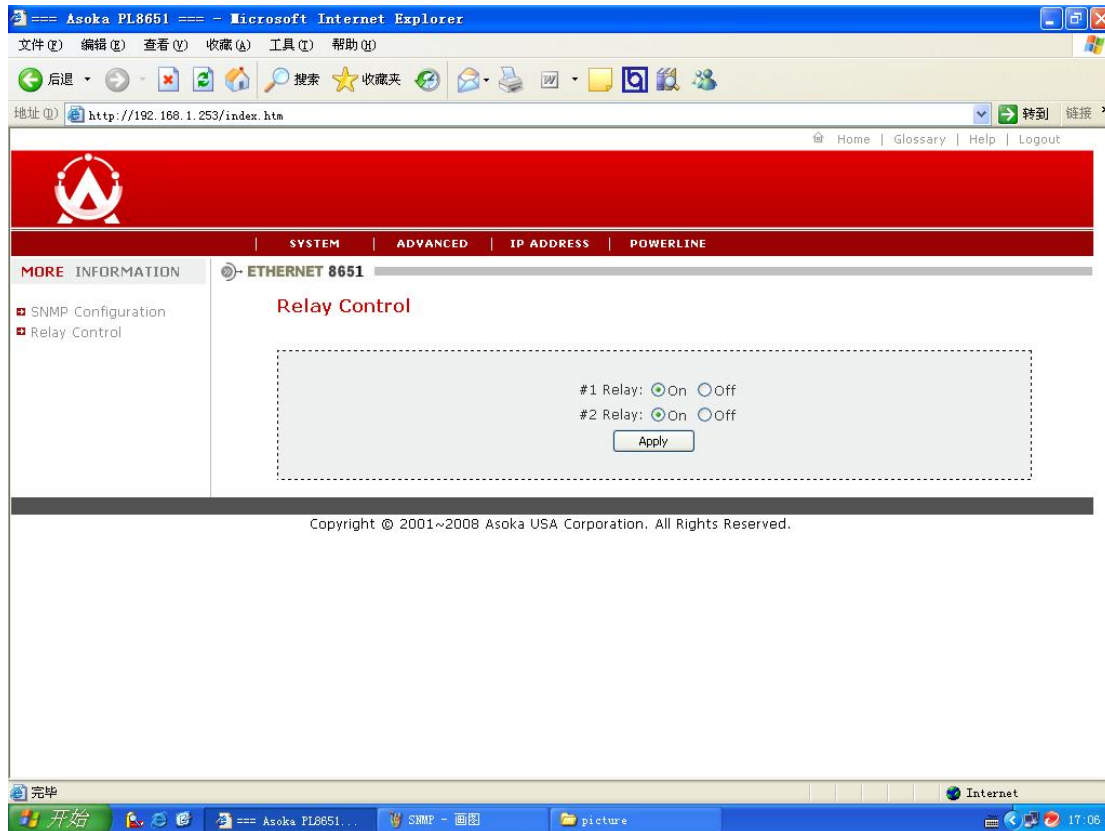 === Asoka PL8651 === - Microsoft Internet Explorer
文件(F) 编辑(E) 查看(V) 收藏(A) 工具(T) 帮助(H)
后退 搜索 收藏夹
地址(D) http://192.168.1.253/index.htm 转到 链接
Home | Glossary | Help | Logout
| SYSTEM | ADVANCED | IP ADDRESS | POWERLINE
MORE INFORMATION
SNMP Configuration
Relay Control
ETHERNET 8651
Relay Control
#1 Relay: On Off
#2 Relay: On Off
Apply
Copyright © 2001~2008 Asoka USA Corporation. All Rights Reserved.
完毕 Internet
开始 === Asoka PL8651... SNMP - 画图 picture 17:06